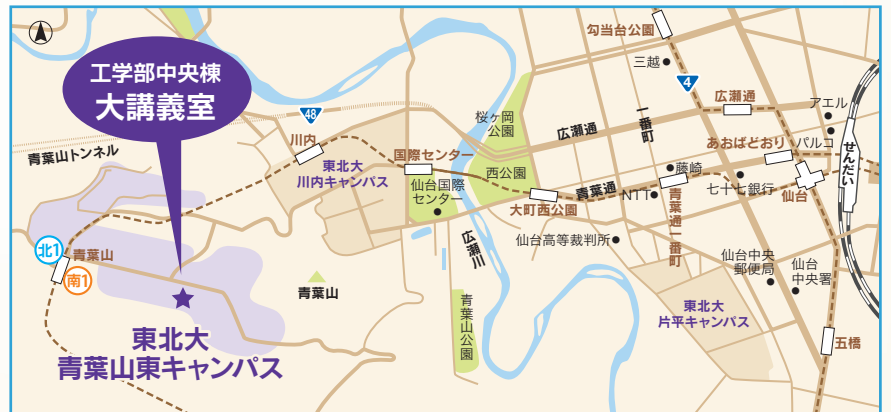 工学部中央棟
大講義室
勾当台公園
三越
4
48
広瀬通
アエル
桜ヶ岡
公園
広瀬通
一番町
あおばどおり
パルコ
せんだい
青葉山トンネル
川内
国際センター
東北大
川内キャンパス
仙台国際
センター
西公園
大町西公園
青葉通
藤崎
NTT
七十七銀行
仙台
青葉通一番町
北1
青葉山
南1
広瀬川
仙台高等裁判所
仙台中央
郵便局
仙台
中央署
青葉山
青葉山公園
東北大
片平キャンパス
五橋
東北大
青葉山東キャンパス